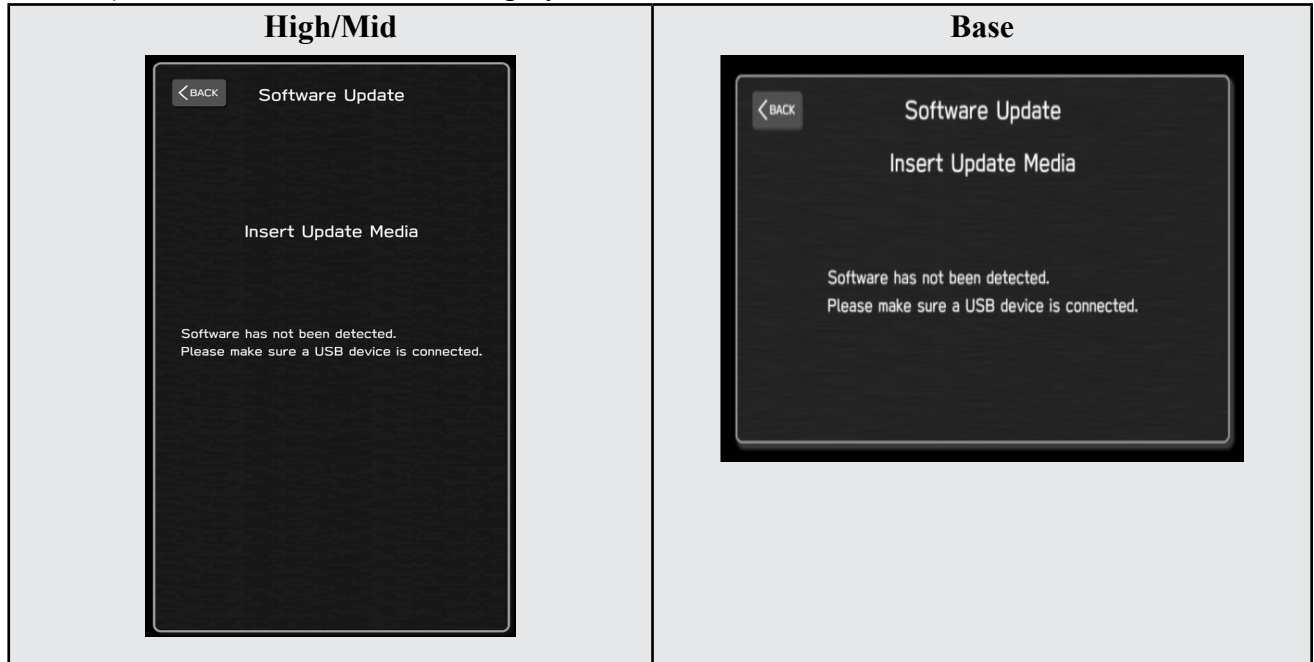 High/Mid
Base
BACK
Software Update
Insert Update Media
Software has not been detected.
Please make sure a USB device is connected.
BACK
Software Update
Insert Update Media
Software has not been detected.
Please make sure a USB device is connected.